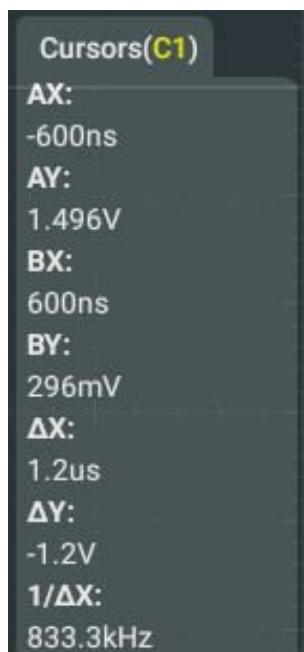 Cursors(C1)
AX:
-600ns
AY:
1.496V
BX:
600ns
BY:
296mV
ΔX:
1.2us
ΔY:
-1.2V
1/ΔX:
833.3kHz